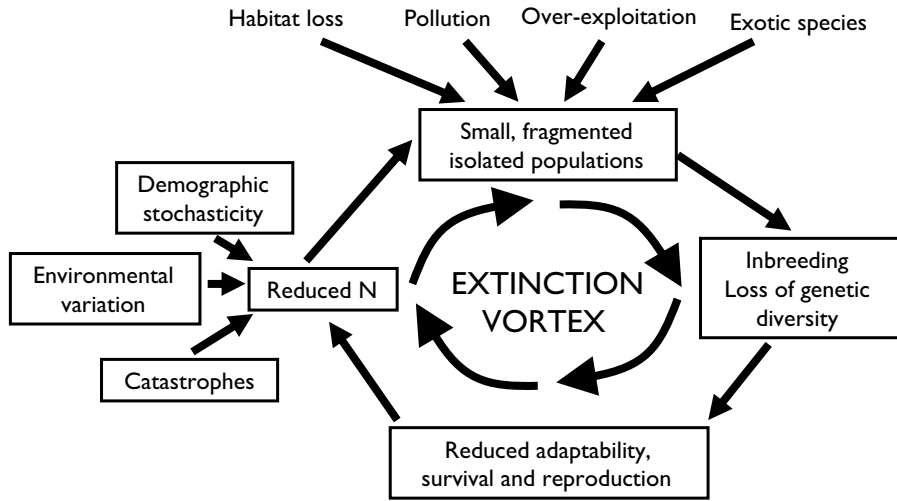 Habitat loss
Pollution
Over-exploitation
Exotic species
Small, fragmented
isolated populations
Demographic
stochasticity
Environmental
variation
Reduced N
EXTINCTION
VORTEX
Inbreeding
Loss of genetic
diversity
Catastrophes
Reduced adaptability,
survival and reproduction